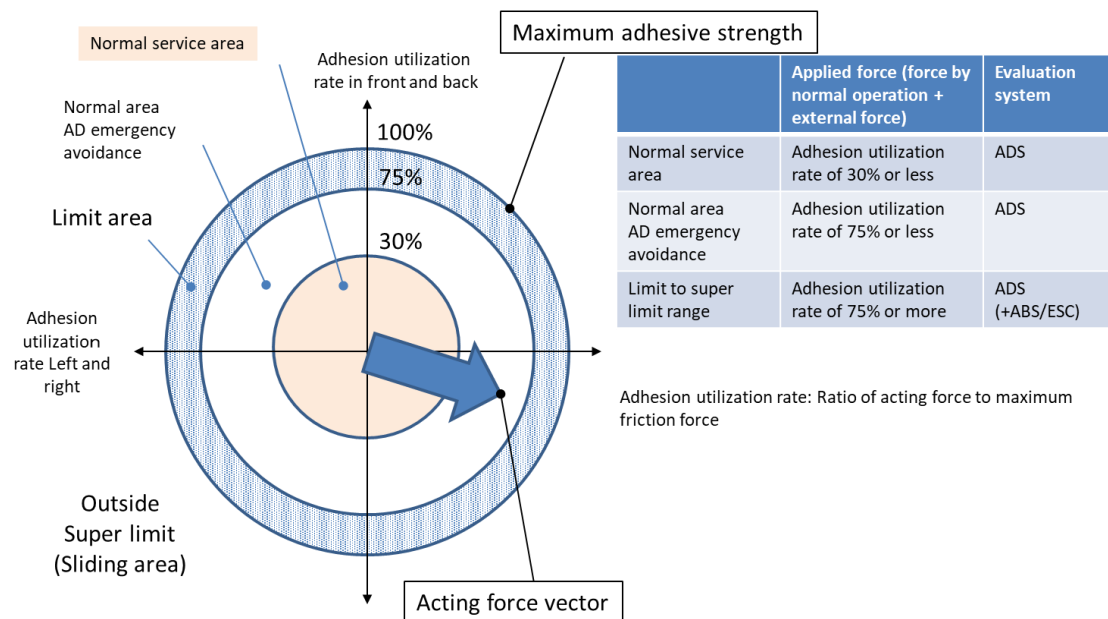 Normal service area
Maximum adhesive strength
Adhesion utilization
rate in front and back
Normal area
AD emergency
avoidance
100%
75%
Limit area
30%
Adhesion
utilization
rate Left and
right
Outside
Super limit
(Sliding area)
Acting force vector
Applied force (force by
normal operation +
external force)
Evaluation
system
Normal service
area
Adhesion utilization
rate of 30% or less
ADS
Normal area
AD emergency
avoidance
Adhesion utilization
rate of 75% or less
ADS
Limit to super
limit range
Adhesion utilization
rate of 75% or more
ADS
(+ABS/ESC)
Adhesion utilization rate: Ratio of acting force to maximum
friction force